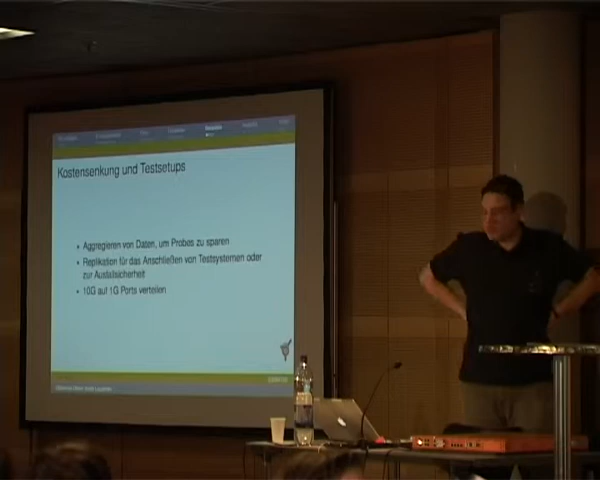 Kostensenkung und Testsetups
• Aggregieren von Daten, um Probes zu sparen
• Replikation für das Anschließen von Testsystemen oder
zur Ausfallsicherheit
• 10G auf 1G Ports verteilen